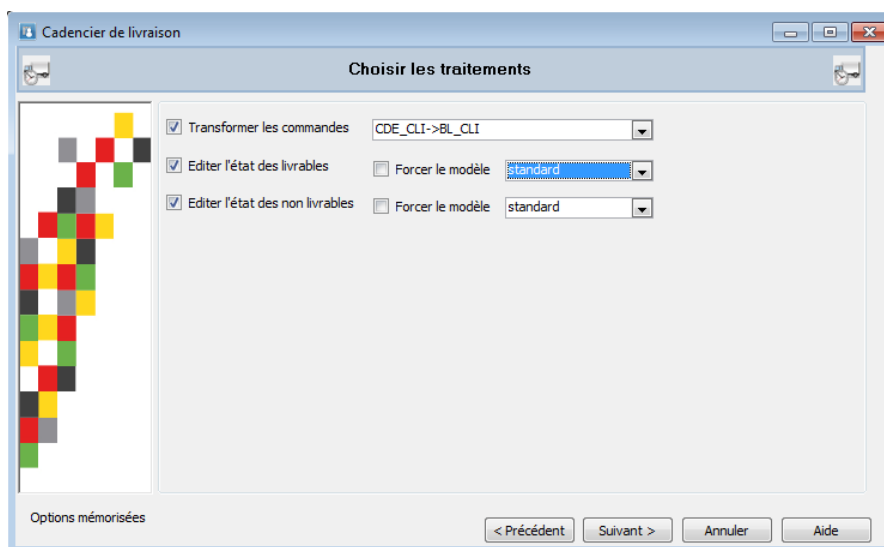 Cadencier de livraison
Choisir les traitements
Transformer les commandes CDE_CLI->BL_CLI
Editer l'état des livrables Forcer le modèle standard
Editer l'état des non livrables Forcer le modèle standard
Options mémorisées
< Précédent Suivant > Annuler Aide